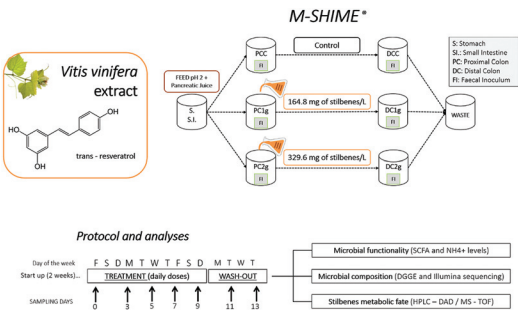 M-SHIME®
Vitis vinifera
extract
OH
HO
OH
trans - resveratrol
FEED pH 2 +
Pancreatic Juice
S.
S.I.
PCC
FI
Control
DCC
FI
PC1g
FI
164.8 mg of stilbenes/L
DC1g
FI
PC2g
FI
329.6 mg of stilbenes/L
DC2g
FI
WASTE
S: Stomach
SI.: Small Intestine
PC: Proximal Colon
DC: Distal Colon
FI: Faecal Inoculum
Protocol and analyses
Day of the week F S D M T W T F S D M T W T
Start up (2 weeks)... TREATMENT (daily doses) WASH-OUT
SAMPLING DAYS 0 3 5 7 9 11 13
Microbial functionality (SCFA and NH4+ levels)
Microbial composition (DGGE and Illumina sequencing)
Stilbenes metabolic fate (HPLC – DAD / MS - TOF)